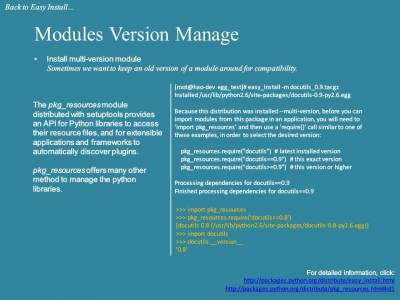 Back to Easy Install…
Modules Version Manage
• Install multi-version module
Sometimes we want to keep an old version of a module around for compatibility.
The pkg_resources module
distributed with setuptools provides
an API for Python libraries to access
their resource files, and for extensible
applications and frameworks to
automatically discover plugins.
pkg_resources offers many other
method to manage the python
libraries.
[root@hao-dev egg_test]# easy_install -m docutils_0.9.tar.gz
Installed /usr/lib/python2.6/site-packages/docutils-0.9-py2.6.egg
Because this distribution was installed --multi-version, before you can
import modules from this package in an application, you will need to
'import pkg_resources' and then use a 'require()' call similar to one of
these examples, in order to select the desired version:
pkg_resources.require("docutils") # latest installed version
pkg_resources.require("docutils==0.9") # this exact version
pkg_resources.require("docutils>=0.9") # this version or higher
Processing dependencies for docutils==0.9
Finished processing dependencies for docutils==0.9
>>> import pkg_resources
>>> pkg_resources.require('docutils==0.8')
[docutils 0.8 (/usr/lib/python2.6/site-packages/docutils-0.8-py2.6.egg)]
>>> import docutils
>>> docutils.__version__
'0.8'
For detailed information, click:
http://packages.python.org/distribute/easy_install.html
http://packages.python.org/distribute/pkg_resources.html#id1